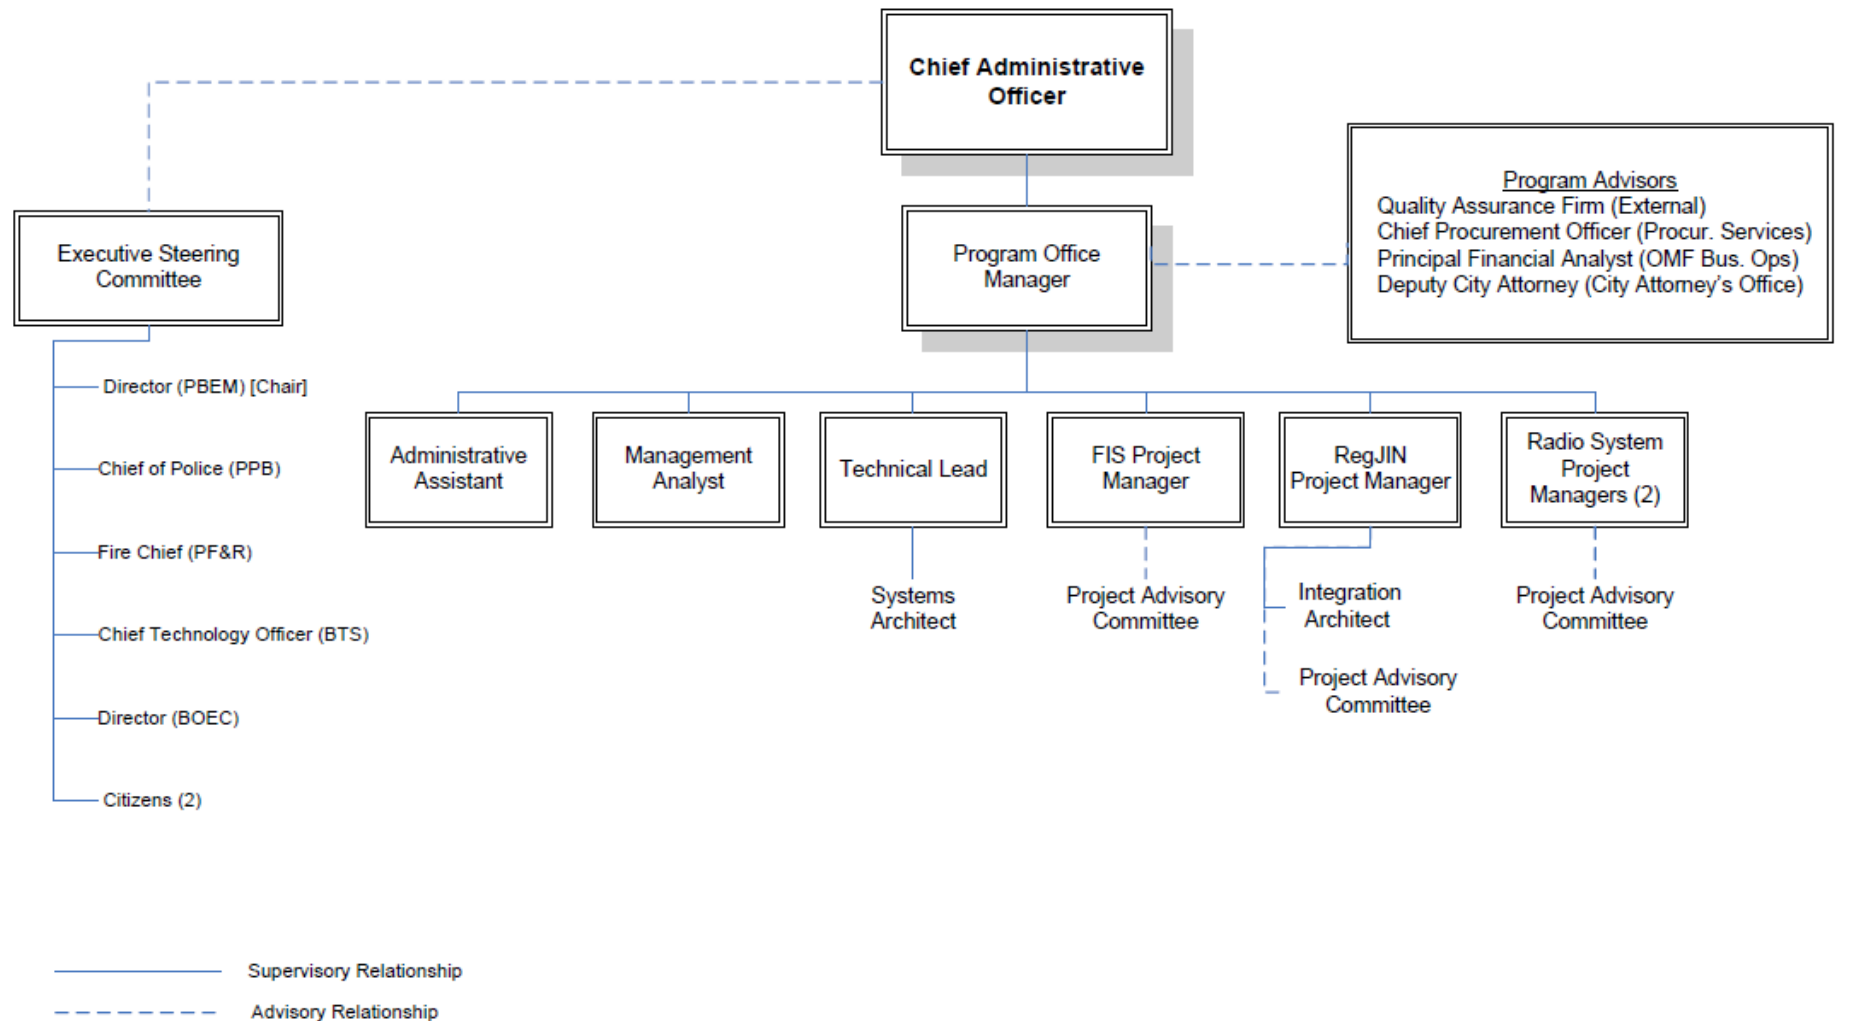 Chief Administrative
Officer
Program Advisors
Quality Assurance Firm (External)
Chief Procurement Officer (Procur. Services)
Principal Financial Analyst (OMF Bus. Ops)
Deputy City Attorney (City Attorney's Office)
Executive Steering
Committee
Program Office
Manager
Director (PBEM) [Chair]
Chief of Police (PPB)
Fire Chief (PF&R)
Chief Technology Officer (BTS)
Director (BOEC)
Citizens (2)
Administrative
Assistant
Management
Analyst
Technical Lead
FIS Project
Manager
RegJIN
Project Manager
Radio System
Project
Managers (2)
Systems
Architect
Project Advisory
Committee
Integration
Architect
Project Advisory
Committee
Project Advisory
Committee
Supervisory Relationship
Advisory Relationship